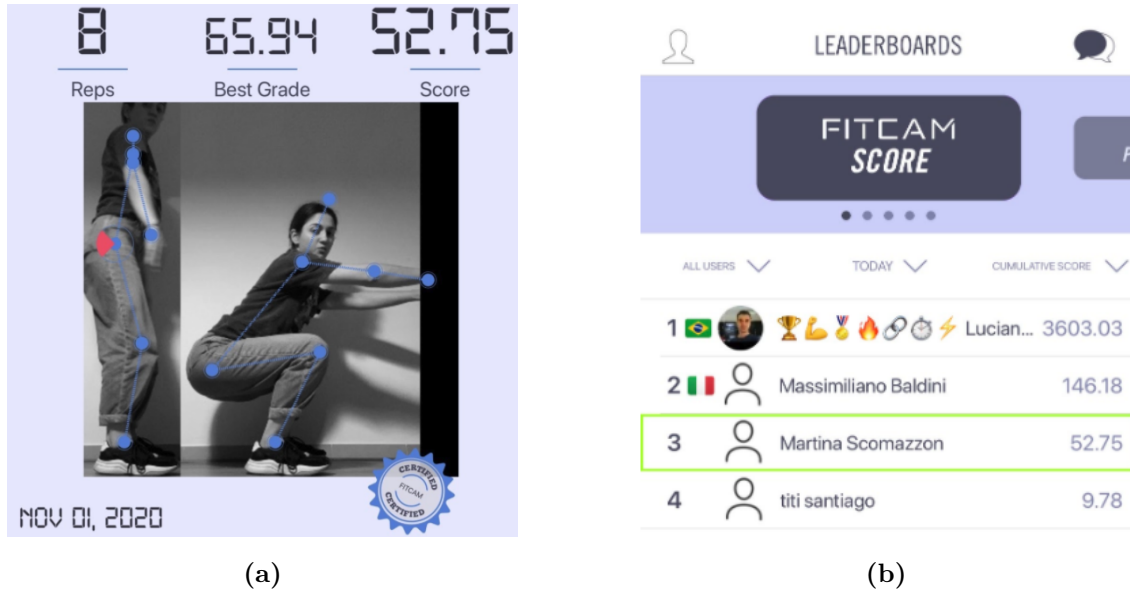 8 65.94 52.75
Reps Best Grade Score
CERTIFIED
FITCAM
CERTIFIED
NOV 01, 2020
(a)
LEADERBOARDS
FITCAM
SCORE
ALL USERS TODAY CUMULATIVE SCORE
1 Lucian... 3603.03
2 Massimiliano Baldini 146.18
3 Martina Scomazzon 52.75
4 titi santiago 9.78
(b)